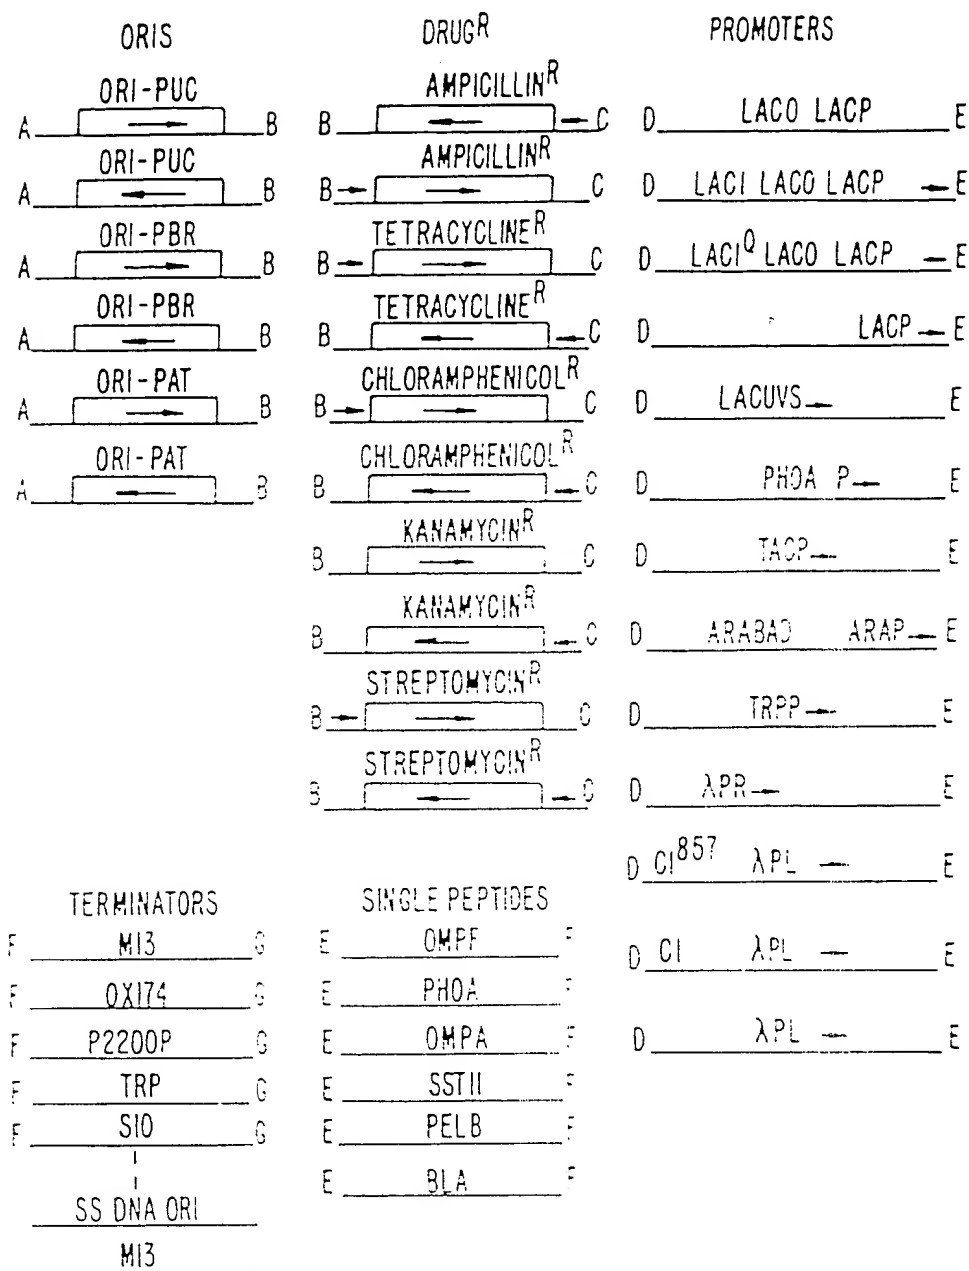 ORIS
ORI-PUC
A B
ORI-PUC
A B
ORI-PBR
A B
ORI-PBR
A B
ORI-PAT
A B
ORI-PAT
A B
DRUG^R
AMPICILLIN^R
B C
AMPICILLIN^R
B C
TETRACYCLINE^R
B C
TETRACYCLINE^R
B C
CHLORAMPHENICOL^R
B C
CHLORAMPHENICOL^R
B C
KANAMYCIN^R
B C
KANAMYCIN^R
B C
STREPTOMYCIN^R
B C
STREPTOMYCIN^R
B C
PROMOTERS
D LACO LACP E
D LACI LACO LACP E
D LACI^Q LACO LACP E
D LACP E
D LACUVS E
D PHOA P E
D TACP E
D ARABAD ARAP E
D TRPP E
D λPR E
D CI^857 λPL E
D CI λPL E
D λPL E
TERMINATORS
F M13 G
F OX174 G
F P2200P G
F TRP G
F S10 G
SS DNA ORI
M13
SINGLE PEPTIDES
E OMPF F
E PHOA F
E OMPA F
E SSTII F
E PELB F
E BLA F